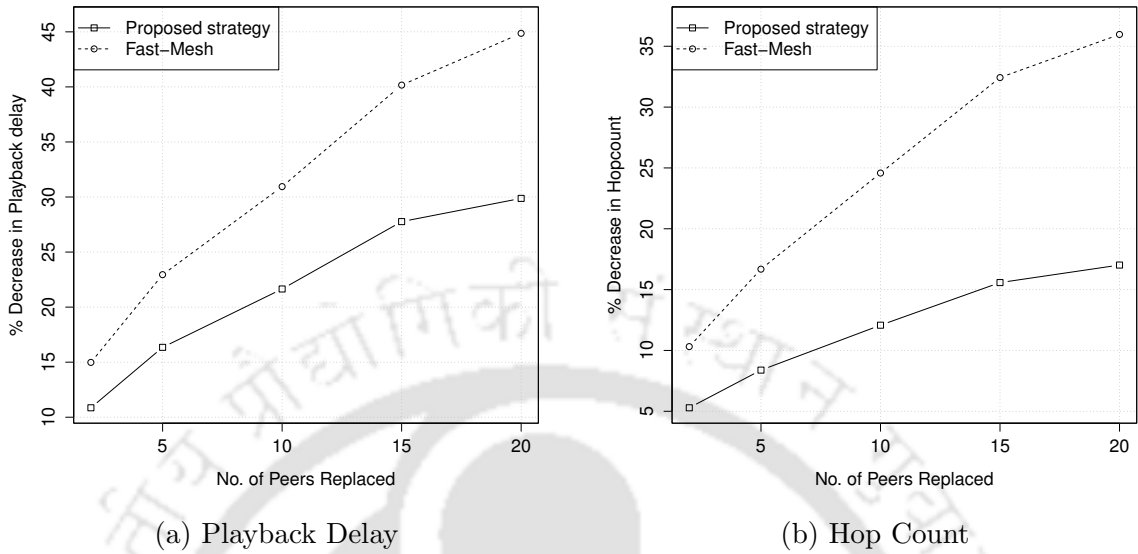 Proposed strategy
Fast−Mesh
% Decrease in Playback delay
10 15 20 25 30 35 40 45
5 10 15 20
No. of Peers Replaced
(a) Playback Delay
Proposed strategy
Fast−Mesh
% Decrease in Hopcount
5 10 15 20 25 30 35
5 10 15 20
No. of Peers Replaced
(b) Hop Count